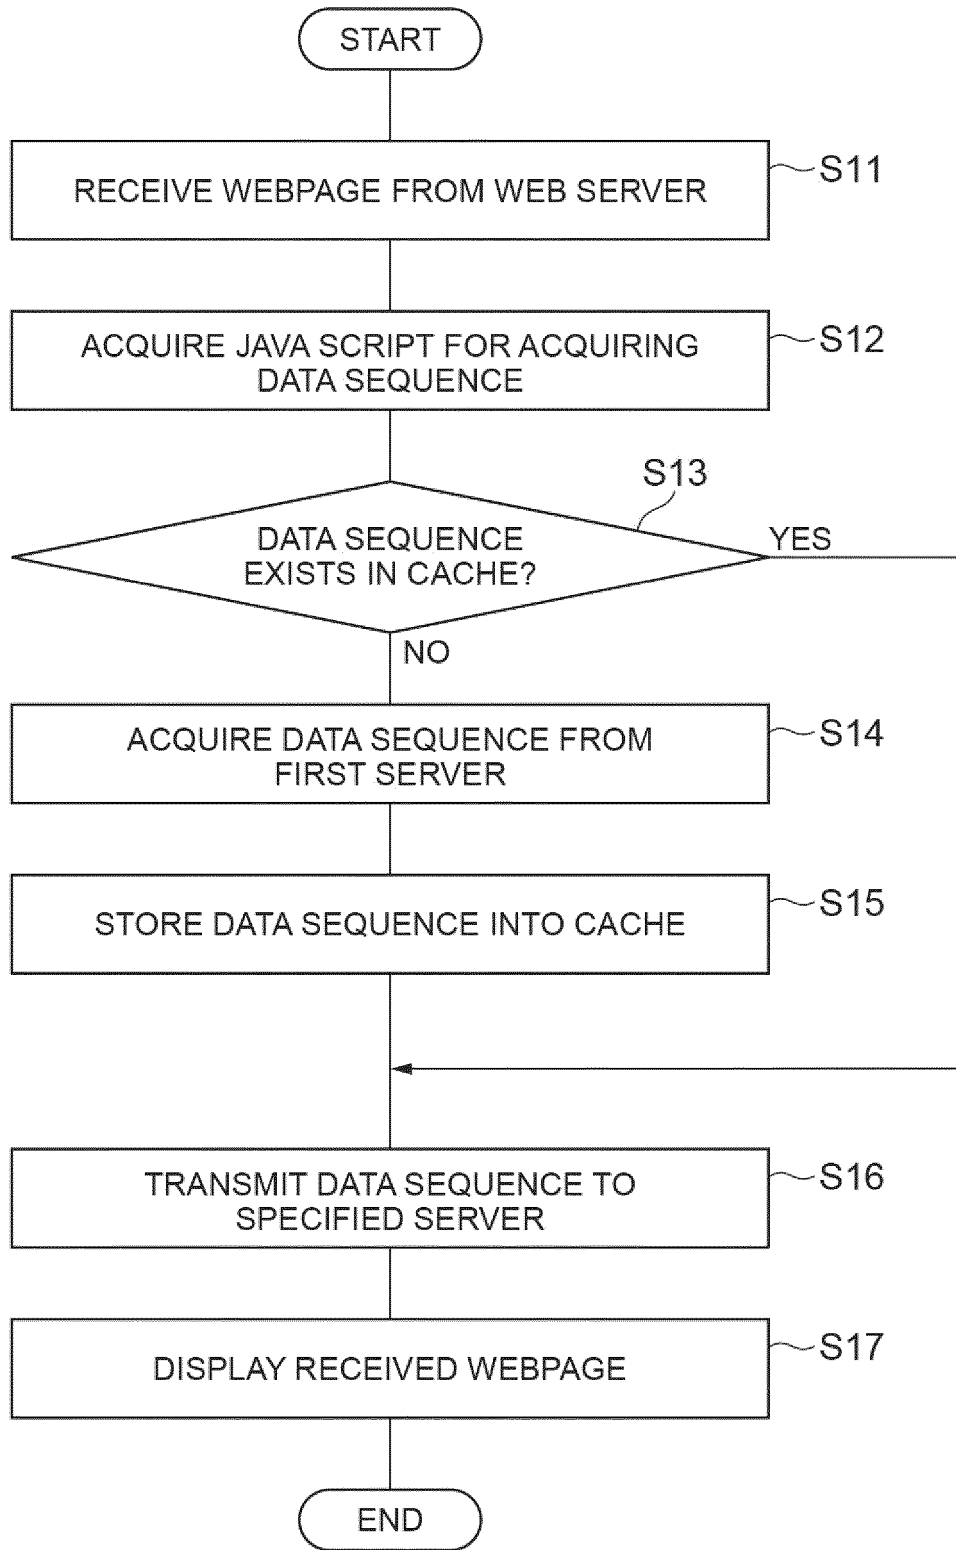 START
RECEIVE WEBPAGE FROM WEB SERVER
S11
ACQUIRE JAVA SCRIPT FOR ACQUIRING
DATA SEQUENCE
S12
S13
DATA SEQUENCE
EXISTS IN CACHE?
YES
NO
ACQUIRE DATA SEQUENCE FROM
FIRST SERVER
S14
STORE DATA SEQUENCE INTO CACHE
S15
TRANSMIT DATA SEQUENCE TO
SPECIFIED SERVER
S16
DISPLAY RECEIVED WEBPAGE
S17
END